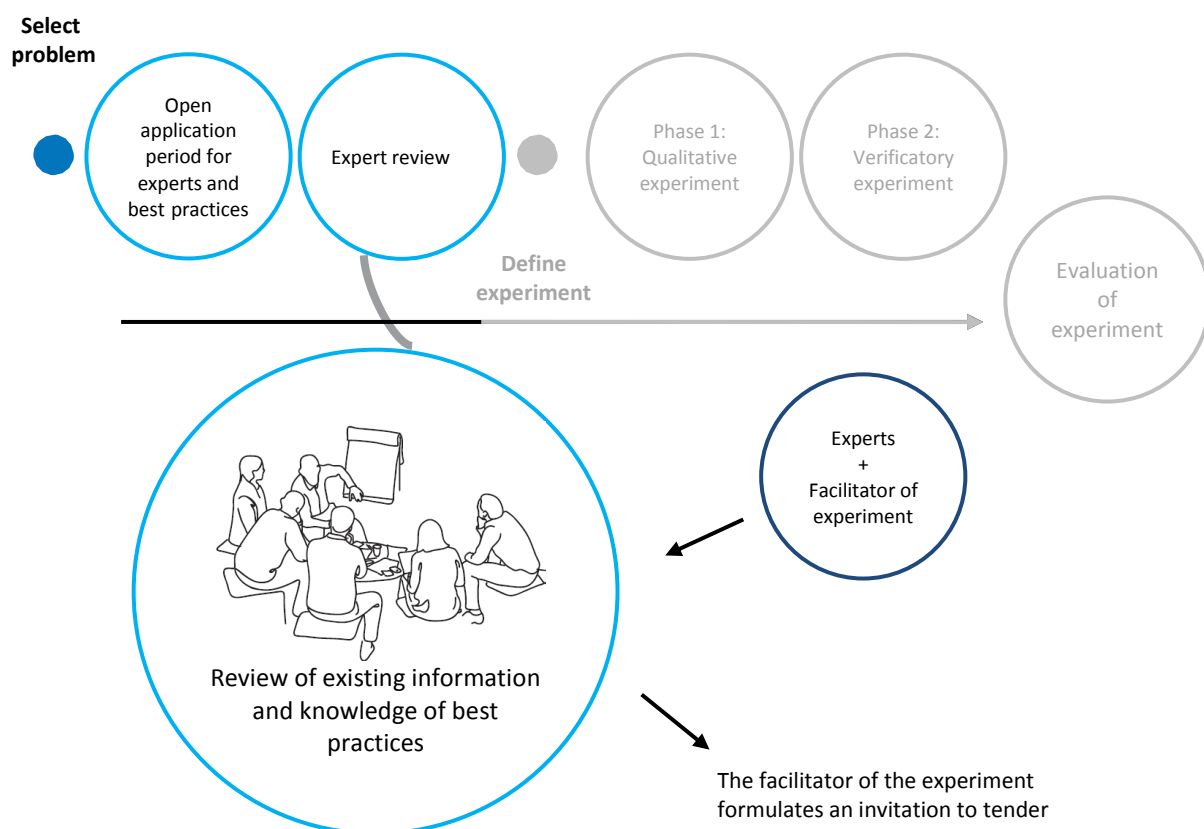 Select
problem
Open
application
period for
experts and
best practices
Expert review
Phase 1:
Qualitative
experiment
Phase 2:
Verificatory
experiment
Define
experiment
Evaluation
of
experiment
Experts
+
Facilitator of
experiment
Review of existing information
and knowledge of best
practices
The facilitator of the experiment
formulates an invitation to tender